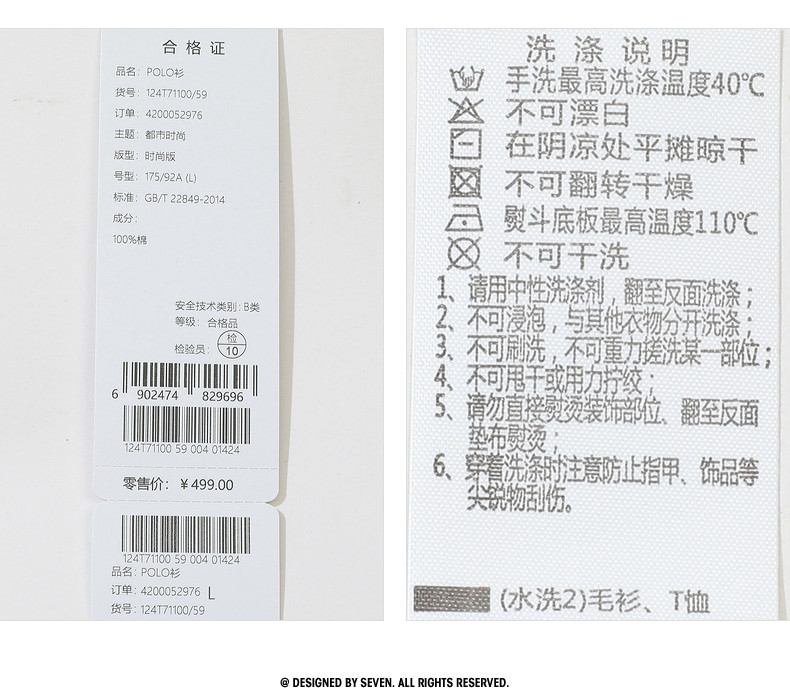 合格证
品名：POLO衫
货号：124T71100/59
订单：4200052976
主题：都市时尚
版型：时尚版
号型：175/92A (L)
标准：GB/T 22849-2014
成分：
100%棉
安全技术类别：B类
等级：合格品
检验员：检
10
6 902474 829696
124T71100 59 004 01424
零售价：￥499.00
124T71100 59 004 01424
品名：POLO衫
订单：4200052976 L
货号：124T71100/59
洗涤说明
手洗最高洗涤温度40℃
不可漂白
在阴凉处平摊晾干
不可翻转干燥
熨斗底板最高温度110℃
不可干洗
1、请用中性洗涤剂，翻至反面洗涤；
2、不可浸泡，与其他衣物分开洗涤；
3、不可刷洗，不可重力搓洗某一部位；
4、不可甩干或用力拧绞；
5、请勿直接熨烫装饰部位、翻至反面
垫布熨烫；
6、穿着洗涤时注意防止指甲、饰品等
尖锐物刮伤。
(水洗2)毛衫、T恤
@ DESIGNED BY SEVEN. ALL RIGHTS RESERVED.